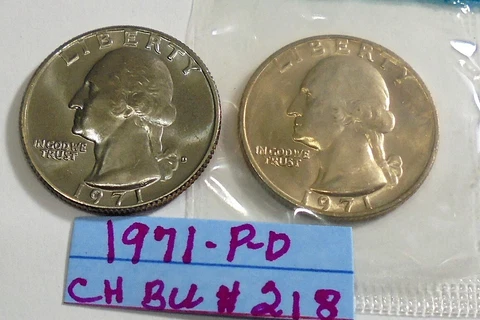 LIBERTY
IN GOD WE
TRUST
D
1971
LIBERTY
IN GOD WE
TRUST
1971
1971-P-D
CH BU # 218